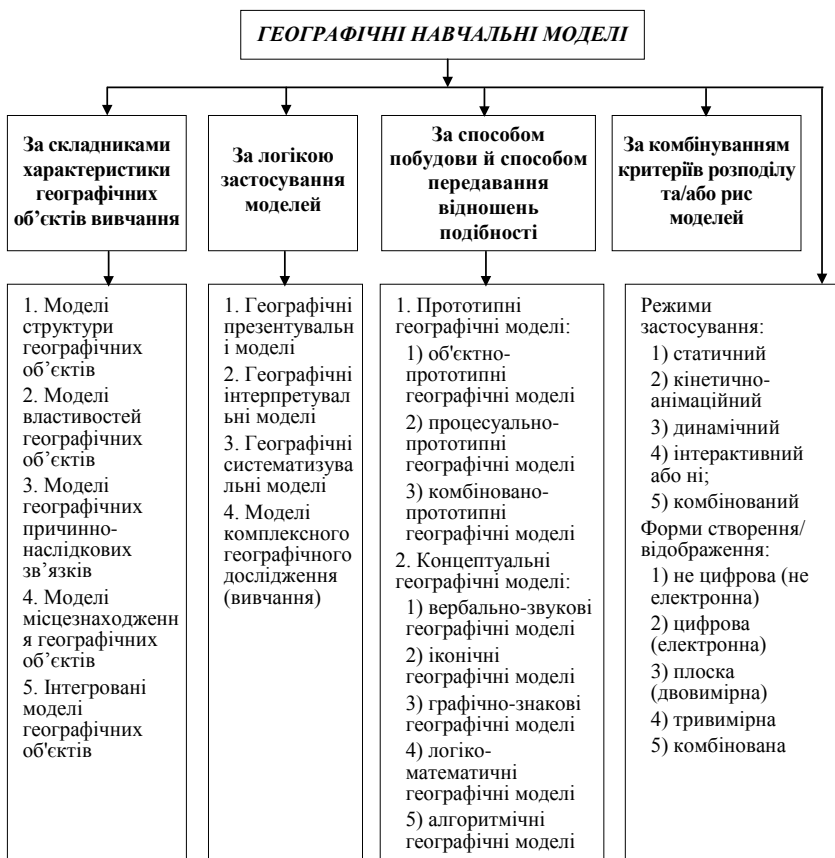 ГЕОГРАФІЧНІ НАВЧАЛЬНІ МОДЕЛІ
За складниками
характеристики
географічних
об’єктів вивчання
За логікою
застосування
моделей
За способом
побудови й способом
передавання
відношень
подібності
За комбінуванням
критеріїв розподілу
та/або рис
моделей
1. Моделі
структури
географічних
об’єктів
2. Моделі
властивостей
географічних
об’єктів
3. Моделі
географічних
причинно-
наслідкових
зв’язків
4. Моделі
місцезнаходженн
я географічних
об’єктів
5. Інтегровані
моделі
географічних
об'єктів
1. Географічні
презентувальн
і моделі
2. Географічні
інтерпретувал
ьні моделі
3. Географічні
систематизува
льні моделі
4. Моделі
комплексного
географічного
дослідження
(вивчання)
1. Прототипні
географічні моделі:
1) об'єктно-
прототипні
географічні моделі
2) процесуально-
прототипні
географічні моделі
3) комбіновано-
прототипні
географічні моделі
2. Концептуальні
географічні моделі:
1) вербально-звукові
географічні моделі
2) іконічні
географічні моделі
3) графічно-знакові
географічні моделі
4) логіко-
математичні
географічні моделі
5) алгоритмічні
географічні моделі
Режими
застосування:
1) статичний
2) кінетично-
анімаційний
3) динамічний
4) інтерактивний
або ні;
5) комбінований
Форми створення/
відображення:
1) не цифрова (не
електронна)
2) цифрова
(електронна)
3) плоска
(двовимірна)
4) тривимірна
5) комбінована